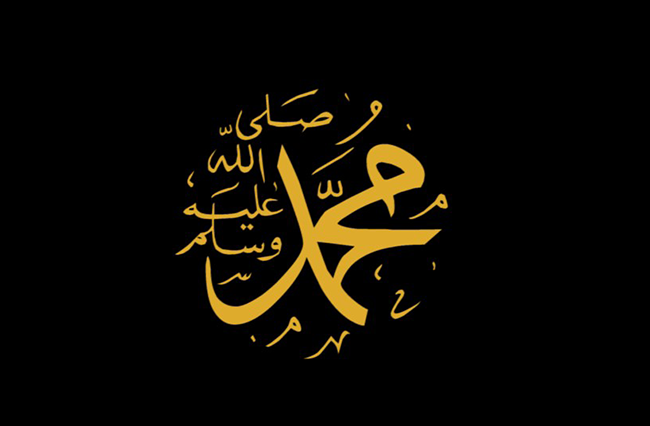 محمد
صلى
الله
عليه
وسلم